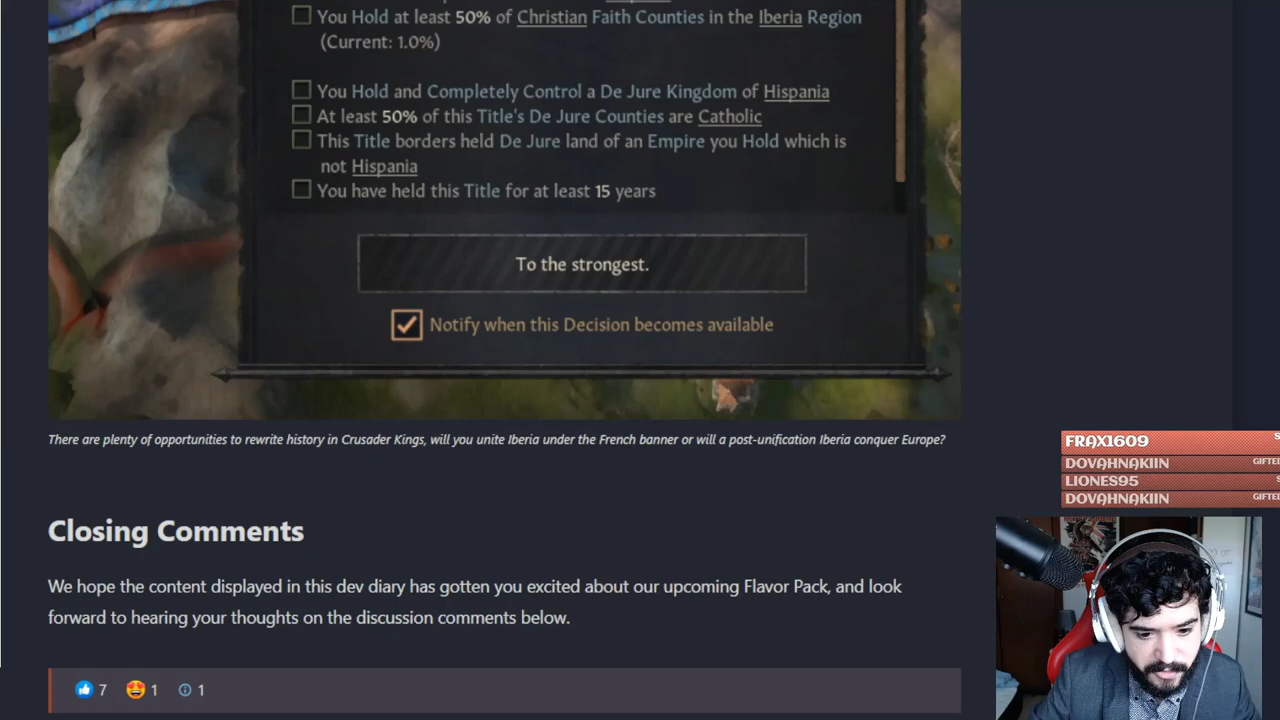 You Hold at least 50% of Christian Faith Counties in the Iberia Region
(Current: 1.0%)
You Hold and Completely Control a De Jure Kingdom of Hispania
At least 50% of this Title's De Jure Counties are Catholic
This Title borders held De Jure land of an Empire you Hold which is
not Hispania
You have held this Title for at least 15 years
To the strongest.
Notify when this Decision becomes available
There are plenty of opportunities to rewrite history in Crusader Kings, will you unite Iberia under the French banner or will a post-unification Iberia conquer Europe?
FRAX1609
DOVAHNAKIIN GIFTED
LIONES95
DOVAHNAKIIN GIFTED
Closing Comments
We hope the content displayed in this dev diary has gotten you excited about our upcoming Flavor Pack, and look
forward to hearing your thoughts on the discussion comments below.
7 1 1